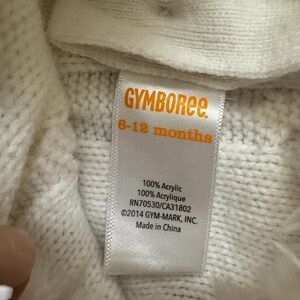 GYMBOREE.
6-12 months
100% Acrylic
100% Acrylique
RN70530/CA31802
©2014 GYM-MARK, INC.
Made in China